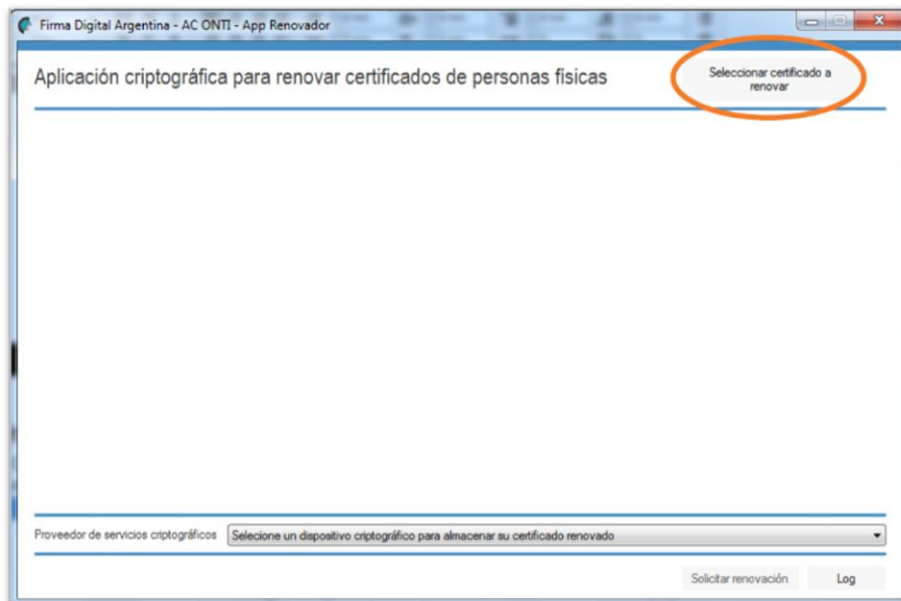 Firma Digital Argentina - AC ONTI - App Renovador
Aplicación criptográfica para renovar certificados de personas físicas
Seleccionar certificado a
renovar
Proveedor de servicios criptográficos
Selecione un dispositivo criptográfico para almacenar su certificado renovado
Solicitar renovación
Log